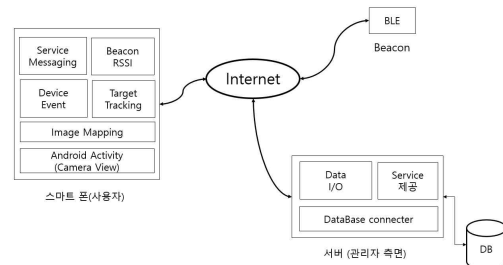 Service
Messaging
Beacon
RSSI
Device
Event
Target
Tracking
Image Mapping
Android Activity
(Camera View)
스마트 폰(사용자)
Internet
BLE
Beacon
Data
I/O
Service
제공
DataBase connecter
서버 (관리자 측면)
DB